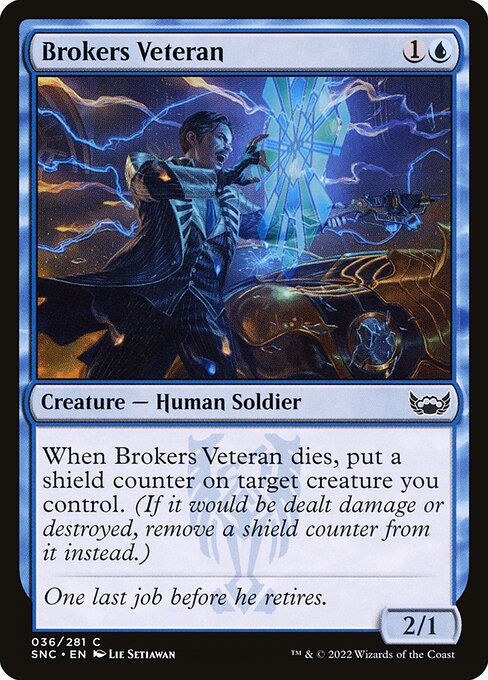 Brokers Veteran 1
Creature — Human Soldier
When Brokers Veteran dies, put a
shield counter on target creature you
control. (If it would be dealt damage or
destroyed, remove a shield counter from
it instead.)
One last job before he retires.
2/1
036/281 C
SNC • EN Lie Setiawan
™ & © 2022 Wizards of the Coast